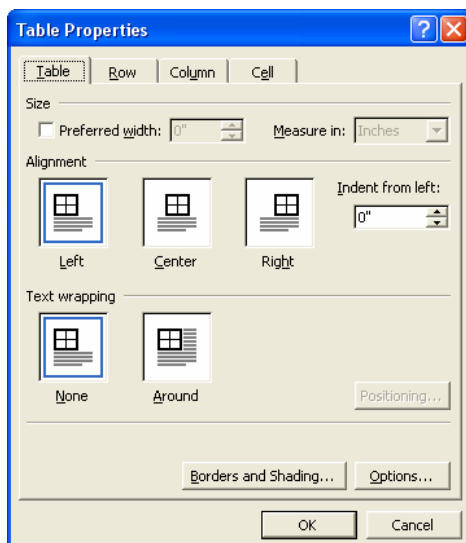 Table Properties
Table Row Column Cell
Size
Preferred width: 0" Measure in: Inches
Alignment
Indent from left:
0"
Left Center Right
Text wrapping
None Around Positioning...
Borders and Shading... Options...
OK Cancel